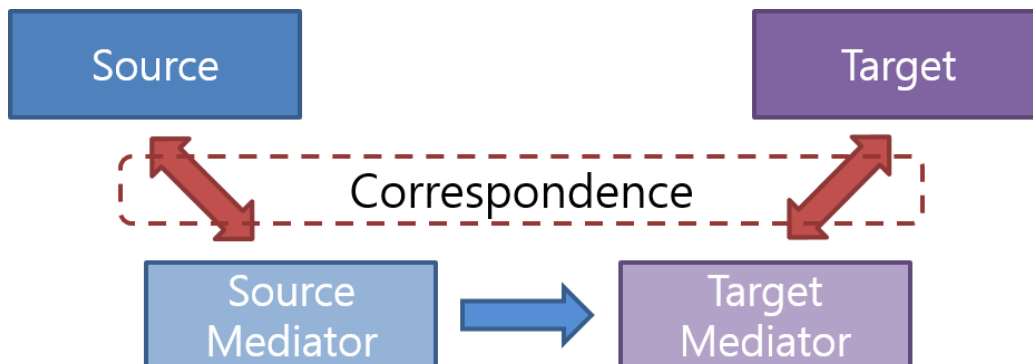 Source
Target
Correspondence
Source
Mediator
Target
Mediator